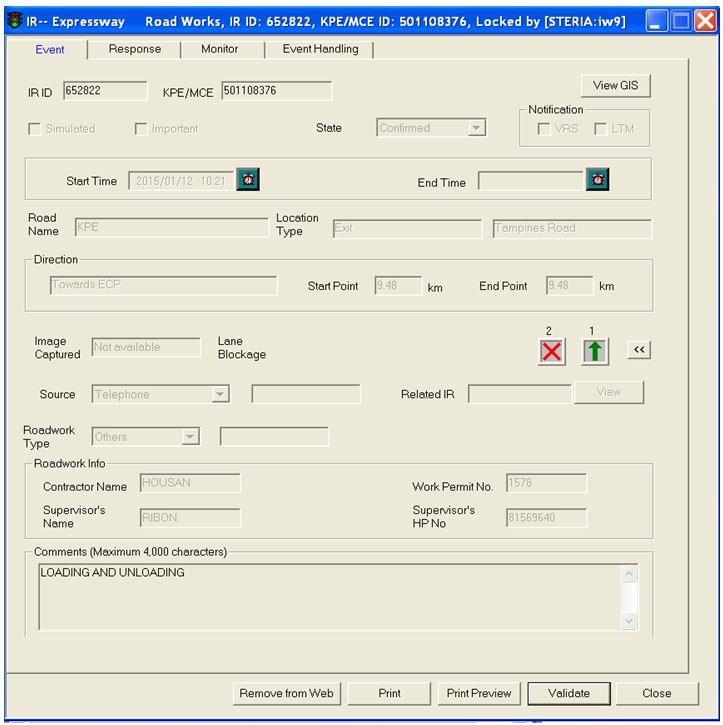 IR-- Expressway Road Works, IR ID: 652822, KPE/MCE ID: 501108376, Locked by [STERIA:iw9]
Event Response Monitor Event Handling
IR ID 652822 KPE/MCE 501108376 View GIS
Notification
Simulated Important State Confirmed VRS LTM
Start Time 2015/01/12 10:21 End Time
Road Name KPE Location Type Exit Tampines Road
Direction
Towards ECP Start Point 9.48 km End Point 9.48 km
2 1
Image Captured Not available Lane Blockage <<
Source Telephone Related IR View
Roadwork Type Others
Roadwork Info
Contractor Name HOUSAN Work Permit No. 1578
Supervisor's Name RIBON Supervisor's HP No 81569640
Comments (Maximum 4,000 characters)
LOADING AND UNLOADING
Remove from Web Print Print Preview Validate Close